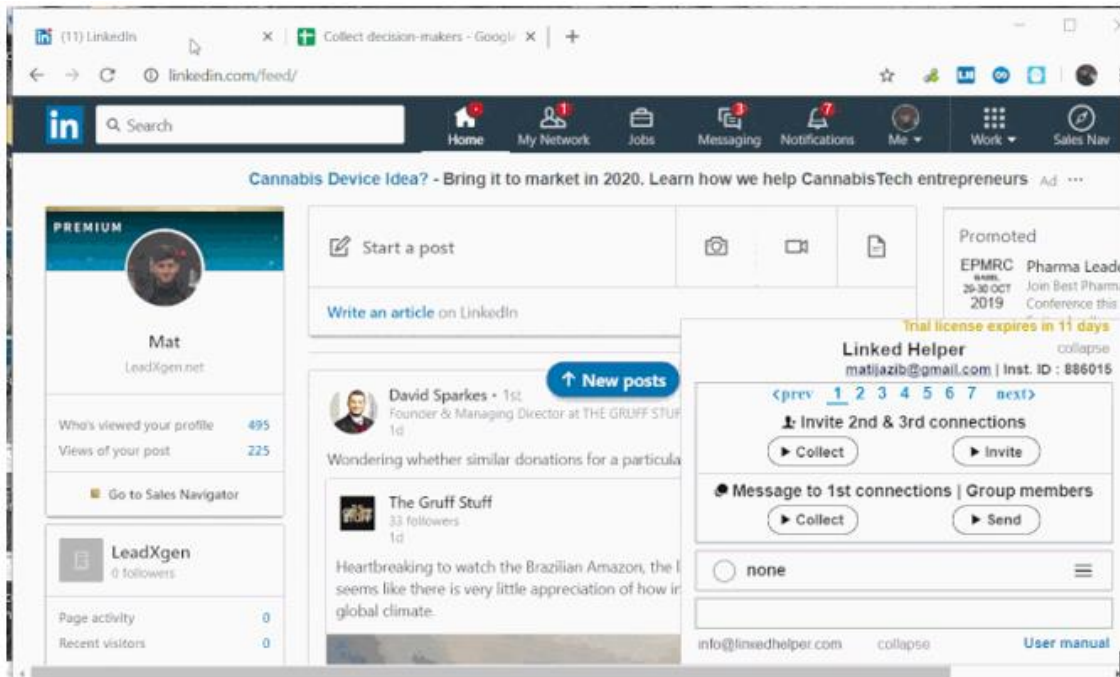 (11) LinkedIn
Collect decision-makers - Google
linkedin.com/feed/
in
Search
Home
My Network
1
Jobs
Messaging
3
Notifications
7
Me
Work
Sales Nav
Cannabis Device Idea? - Bring it to market in 2020. Learn how we help CannabisTech entrepreneurs Ad ...
PREMIUM
Mat
LeadXgen.net
Who's viewed your profile 495
Views of your post 225
Go to Sales Navigator
LeadXgen
0 followers
Page activity 0
Recent visitors 0
Start a post
Write an article on LinkedIn
↑ New posts
David Sparkes • 1st
Founder & Managing Director at THE GRUFF STUF
1d
Wondering whether similar donations for a particula
The Gruff Stuff
33 followers
1d
Heartbreaking to watch the Brazilian Amazon, the l
seems like there is very little appreciation of how in
global climate.
Promoted
EPMRC
29-30 OCT
2019
Pharma Leade
Join Best Pharma
Conference this
Trial license expires in 11 days
Linked Helper collapse
matijazib@gmail.com | Inst. ID : 886015
<prev 1 2 3 4 5 6 7 next>
Invite 2nd & 3rd connections
Collect Invite
Message to 1st connections | Group members
Collect Send
none
info@linkedhelper.com collapse User manual